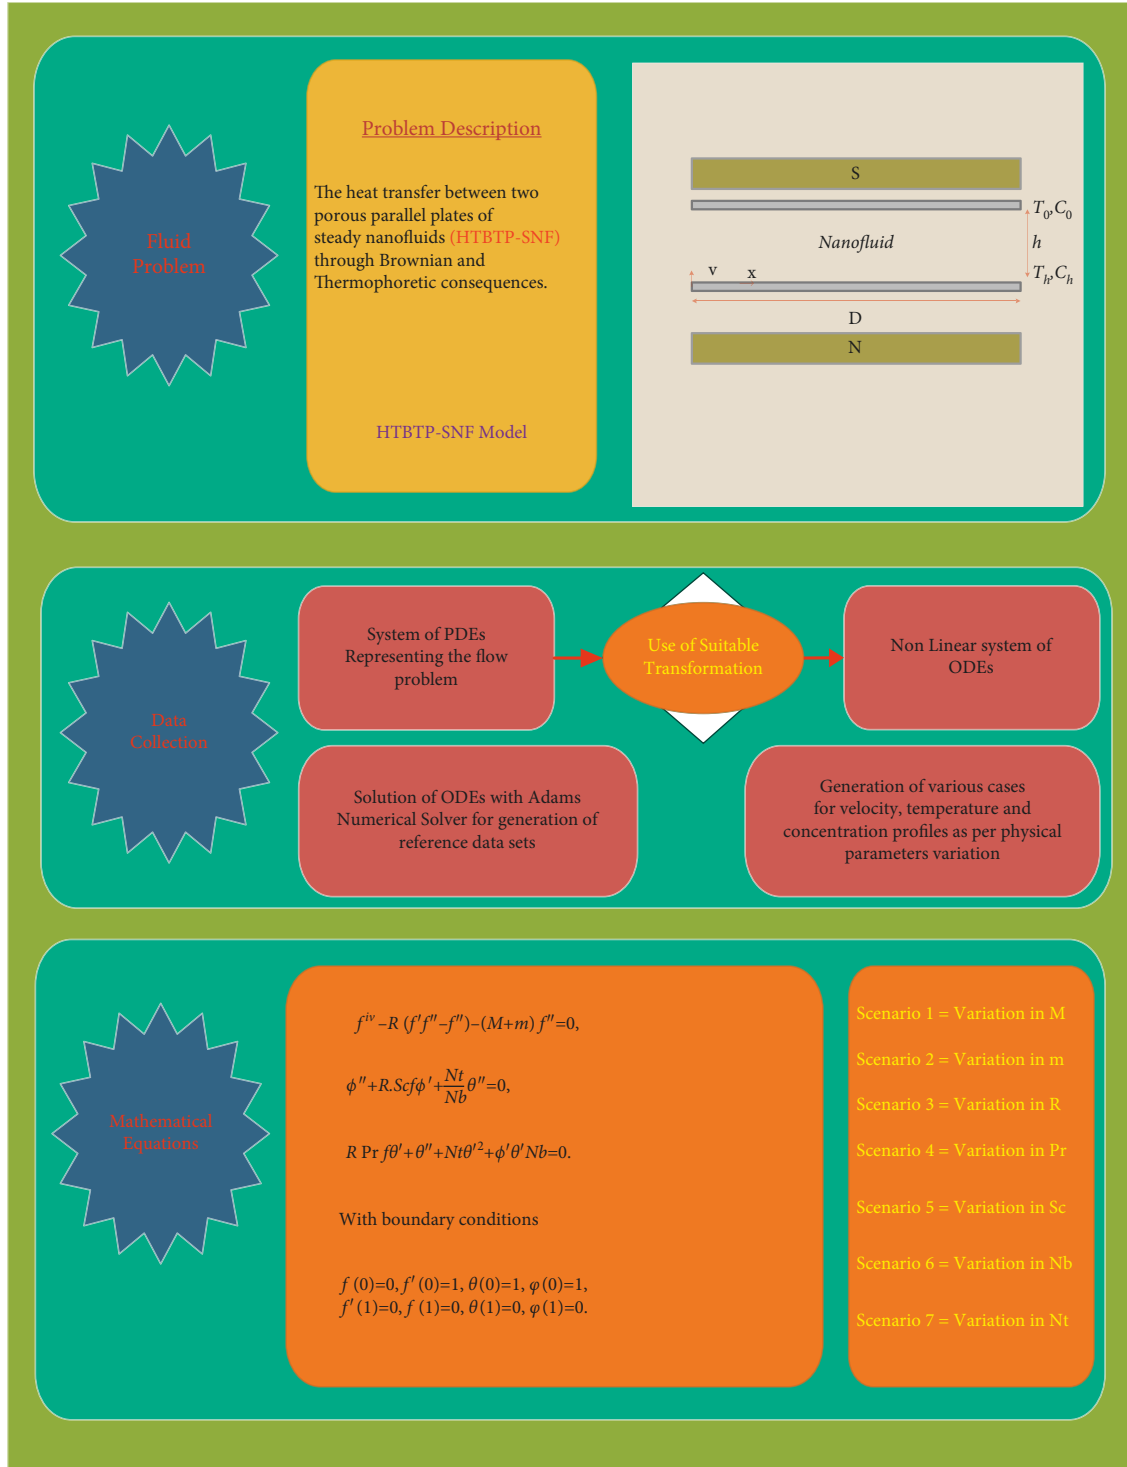 Fluid
Problem
Problem Description
The heat transfer between two
porous parallel plates of
steady nanofluids (HTBTP-SNF)
through Brownian and
Thermophoretic consequences.
HTBTP-SNF Model
S
T₀,C₀
Nanofluid
h
v
x
Tₕ,Cₕ
D
N
Data
Collection
System of PDEs
Representing the flow
problem
Use of Suitable
Transformation
Non Linear system of
ODEs
Solution of ODEs with Adams
Numerical Solver for generation of
reference data sets
Generation of various cases
for velocity, temperature and
concentration profiles as per physical
parameters variation
Mathematical
Equations
f^{iv}–R (f′f″–f″)–(M+m) f″=0,
ϕ″+R.Scfϕ′+\frac{Nt}{Nb}θ″=0,
R Pr fθ′+θ″+Ntθ′²+ϕ′θ′Nb=0.
With boundary conditions
f (0)=0, f′ (0)=1, θ(0)=1, φ(0)=1,
f′ (1)=0, f (1)=0, θ(1)=0, φ(1)=0.
Scenario 1 = Variation in M
Scenario 2 = Variation in m
Scenario 3 = Variation in R
Scenario 4 = Variation in Pr
Scenario 5 = Variation in Sc
Scenario 6 = Variation in Nb
Scenario 7 = Variation in Nt